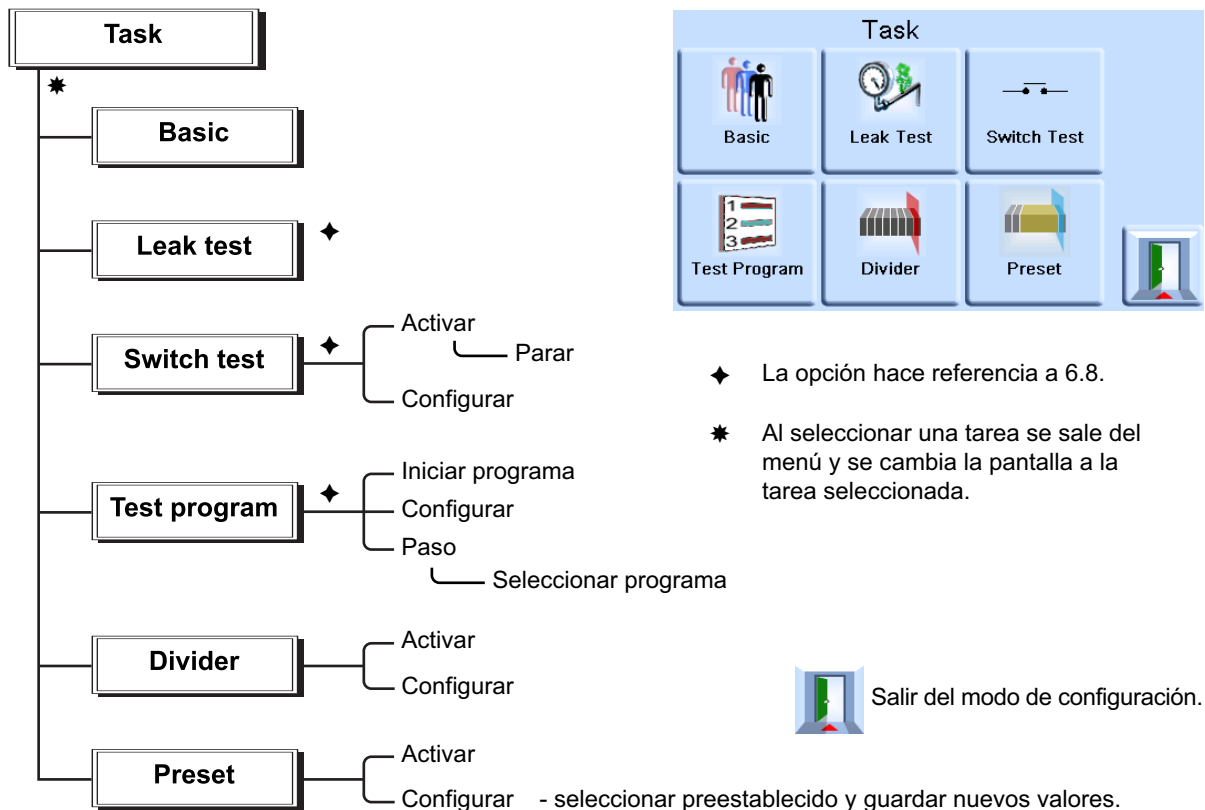 Task
✸
Basic
Leak test ✦
Switch test ✦
Activar
Parar
Configurar
Test program ✦
Iniciar programa
Configurar
Paso
Seleccionar programa
Divider
Activar
Configurar
Preset
Activar
Configurar - seleccionar preestablecido y guardar nuevos valores.
Task
Basic
Leak Test
Switch Test
1
2
3
Test Program
Divider
Preset
✦ La opción hace referencia a 6.8.
✸ Al seleccionar una tarea se sale del
menú y se cambia la pantalla a la
tarea seleccionada.
Salir del modo de configuración.